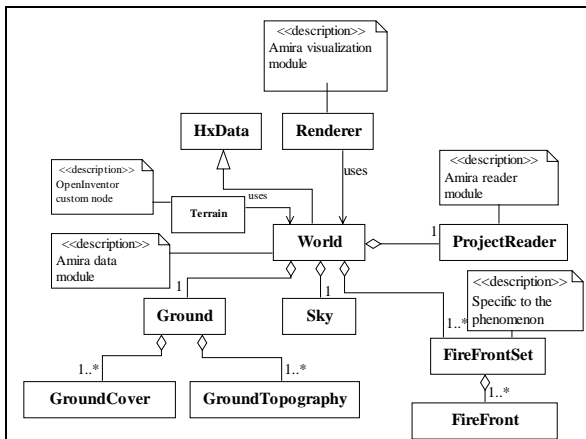 <<description>>
Amira visualization
module
HxData
Renderer
<<description>>
OpenInventor
custom node
uses
uses
<<description>>
Amira reader
module
Terrain
World
1
ProjectReader
<<description>>
Amira data
module
<<description>>
Specific to the
phenomenon
1
1
1..*
Ground
Sky
FireFrontSet
1..*
1..*
1..*
GroundCover
GroundTopography
FireFront